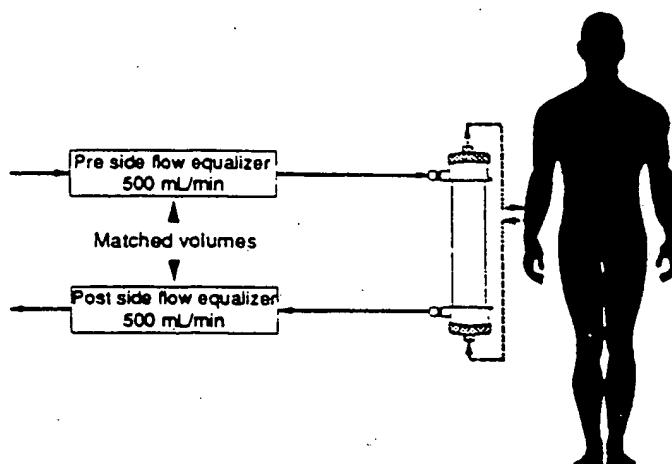 Pre side flow equalizer
500 mL/min
Matched volumes
Post side flow equalizer
500 mL/min